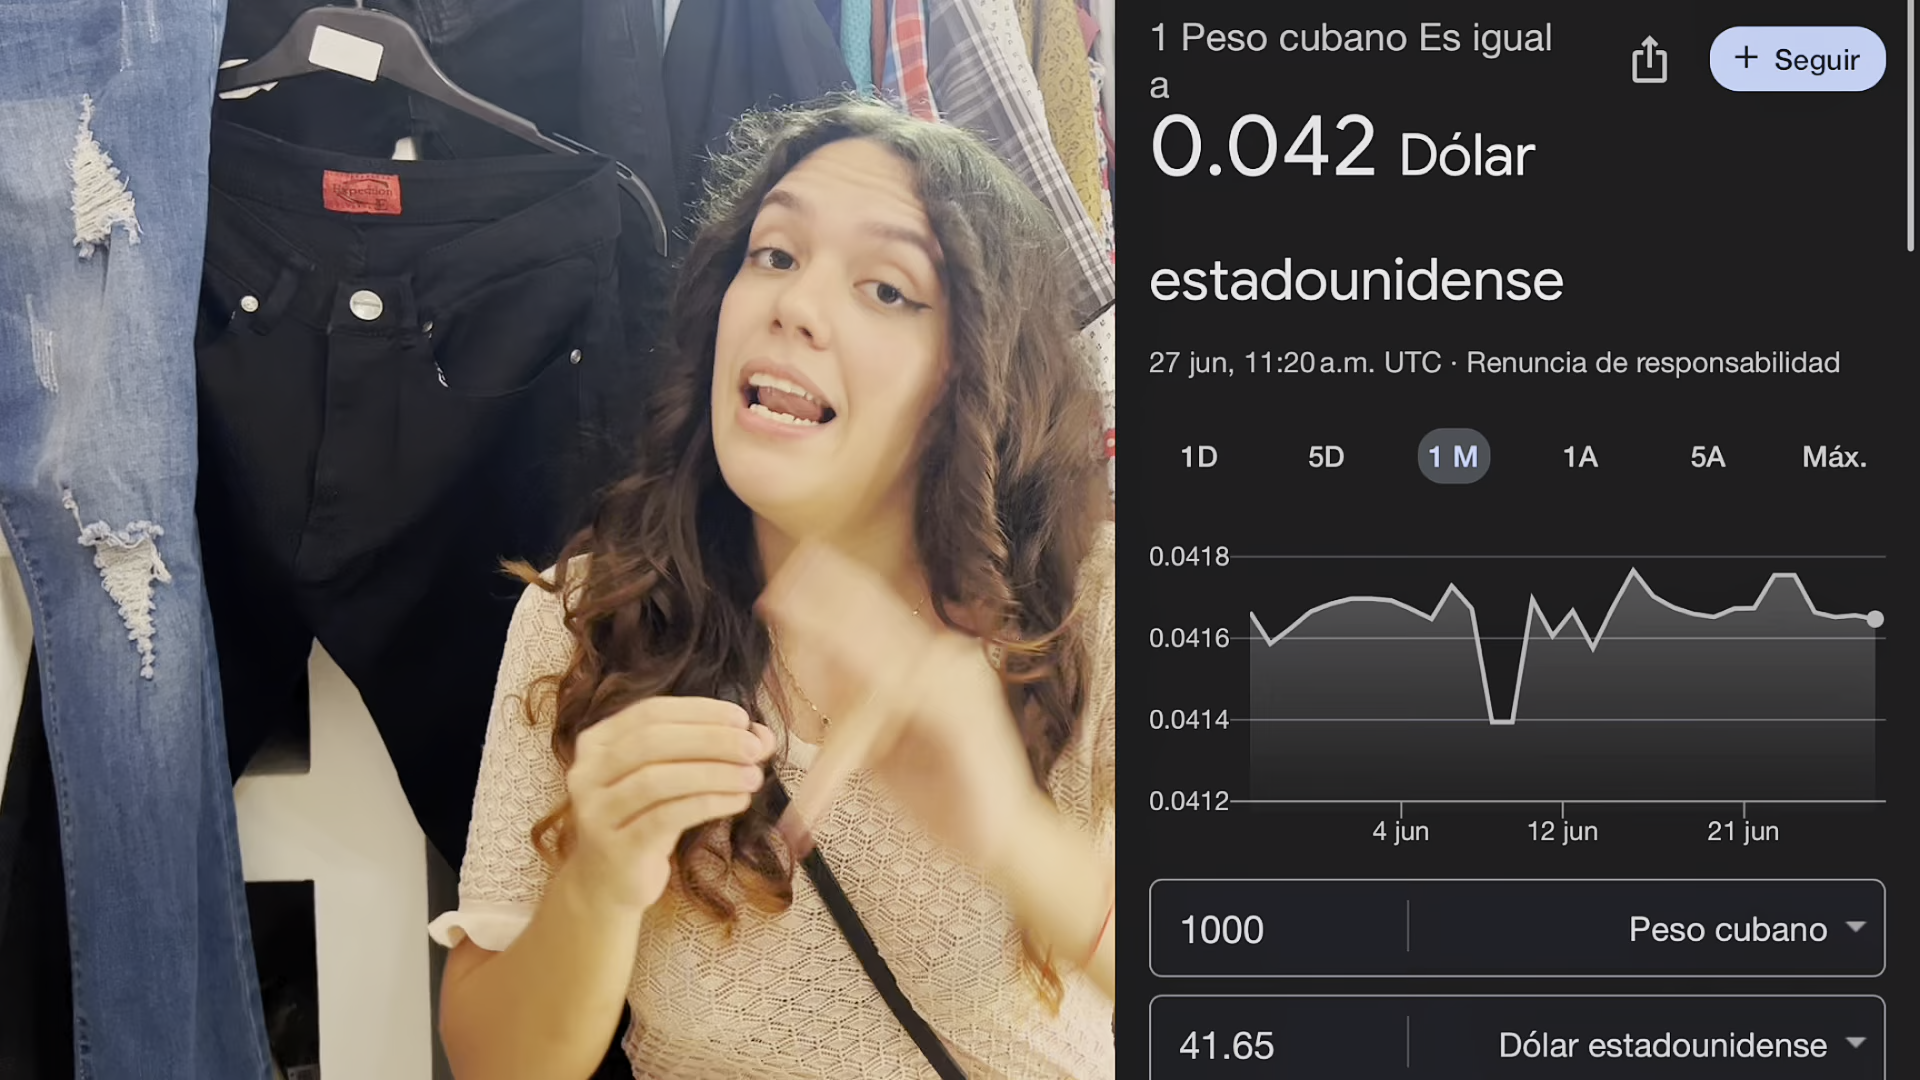 Expedition
E
1 Peso cubano Es igual
a
0.042 Dólar
estadounidense
+ Seguir
27 jun, 11:20 a.m. UTC · Renuncia de responsabilidad
1D 5D 1 M 1A 5A Máx.
0.0418
0.0416
0.0414
0.0412
4 jun 12 jun 21 jun
1000 Peso cubano
41.65 Dólar estadounidense